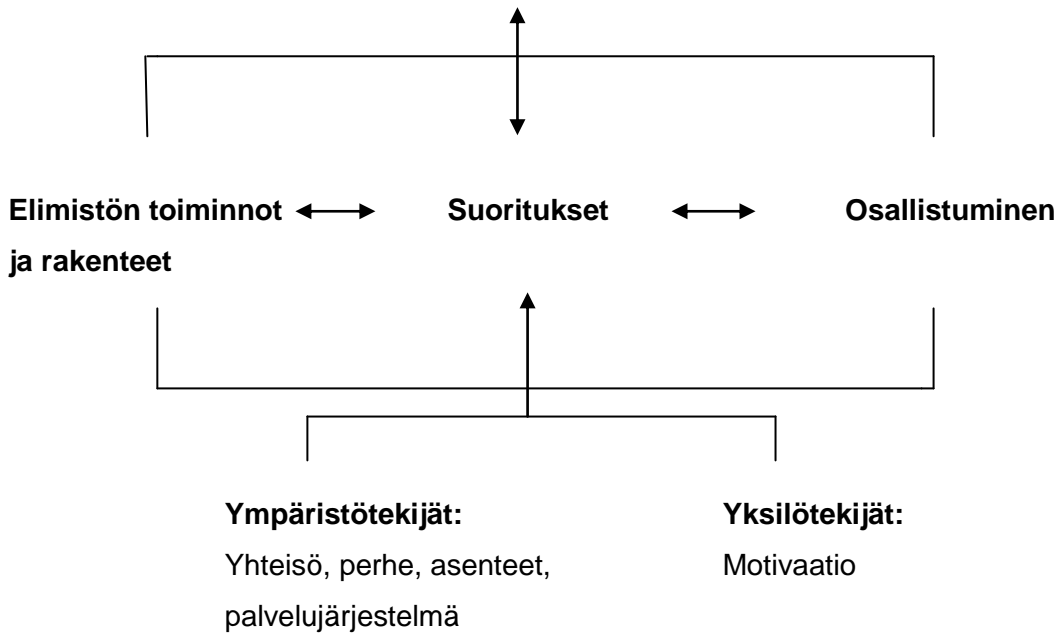 Elimistön toiminnot
ja rakenteet
Suoritukset
Osallistuminen
Ympäristötekijät:
Yhteisö, perhe, asenteet,
palvelujärjestelmä
Yksilötekijät:
Motivaatio